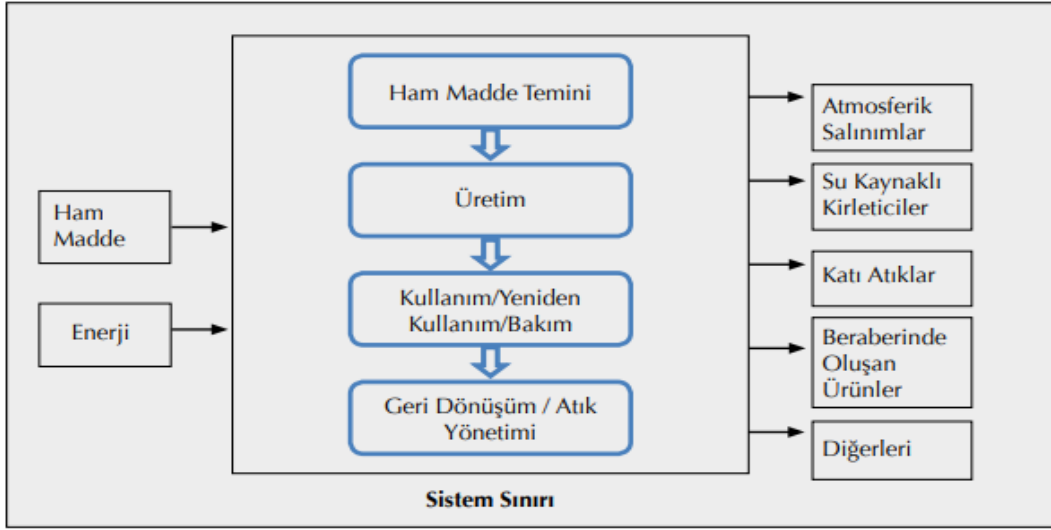 Ham
Madde
Enerji
Ham Madde Temini
Üretim
Kullanım/Yeniden
Kullanım/Bakım
Geri Dönüşüm / Atık
Yönetimi
Atmosferik
Salınımlar
Su Kaynaklı
Kirleticiler
Katı Atıklar
Beraberinde
Oluşan
Ürünler
Diğerleri
Sistem Sınırı